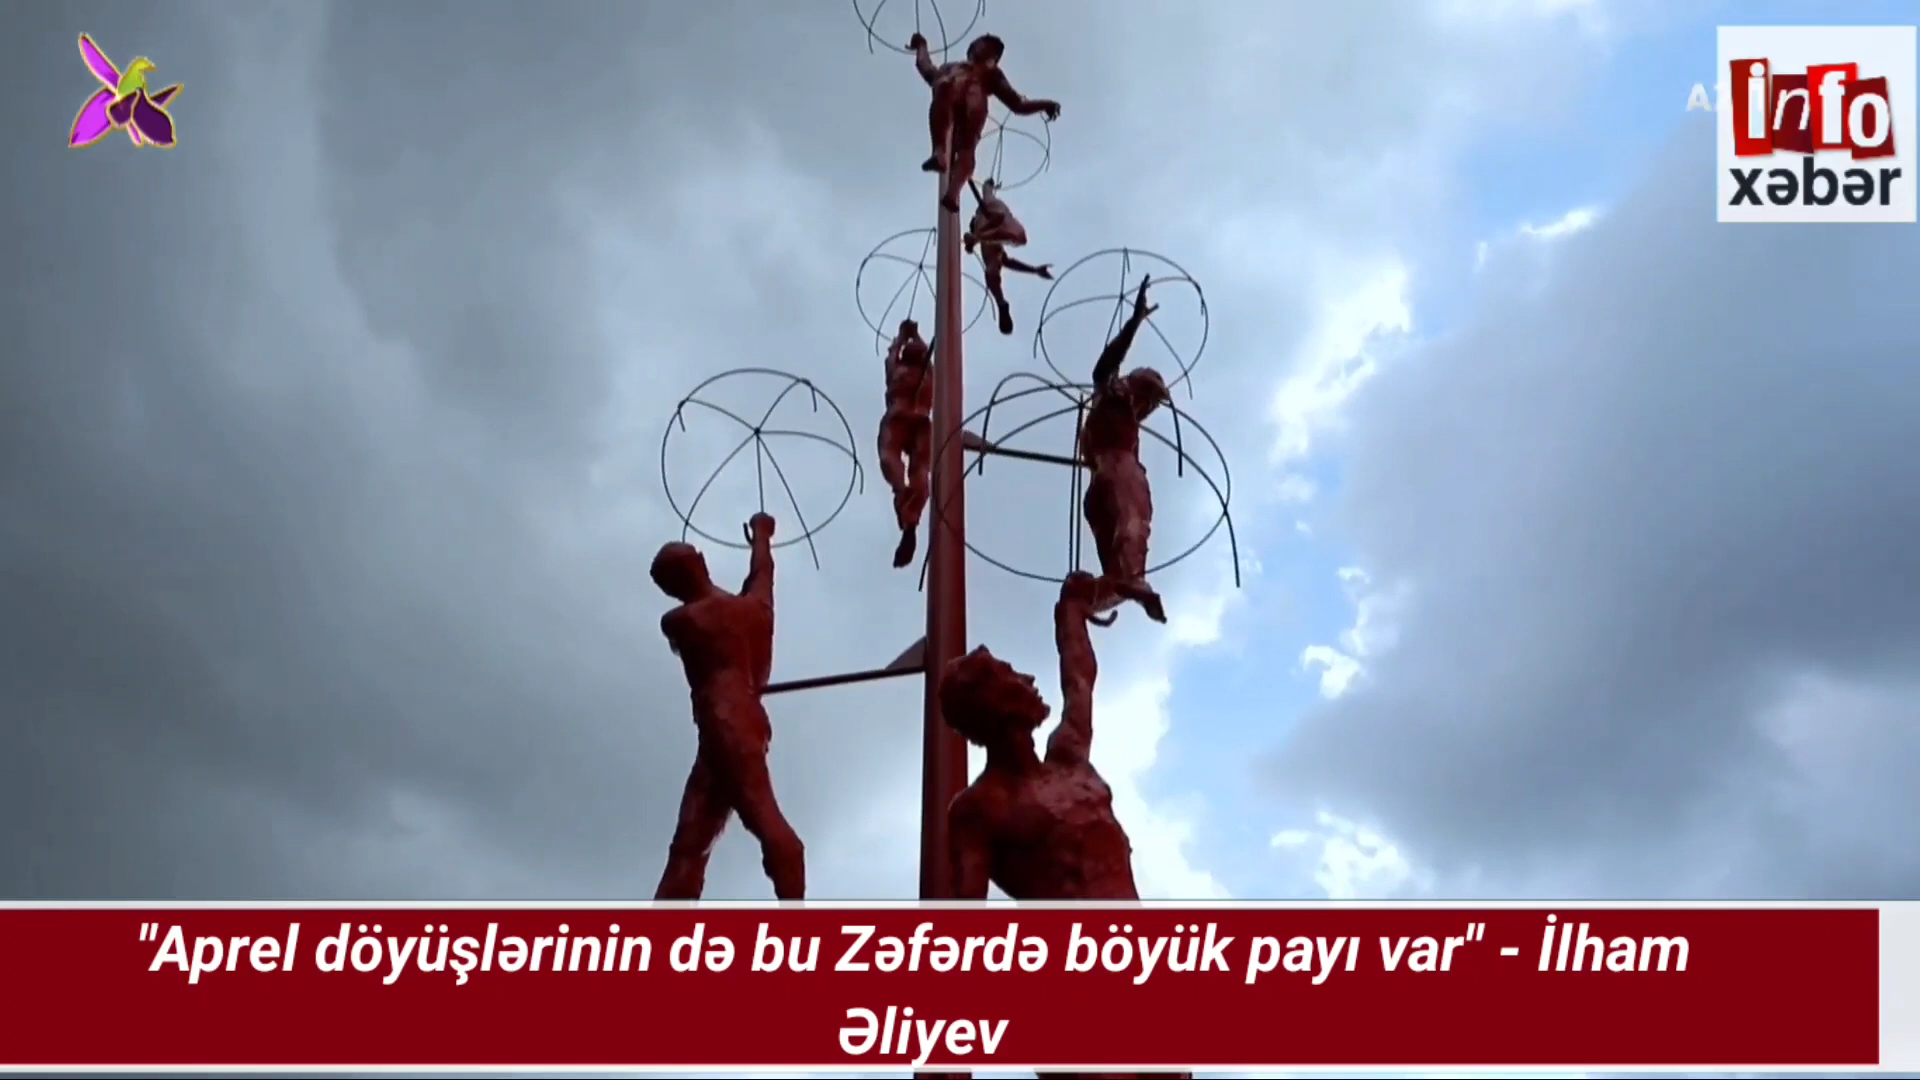 info
xəbər
"Aprel döyüşlərinin də bu Zəfərdə böyük payı var" - İlham
Əliyev